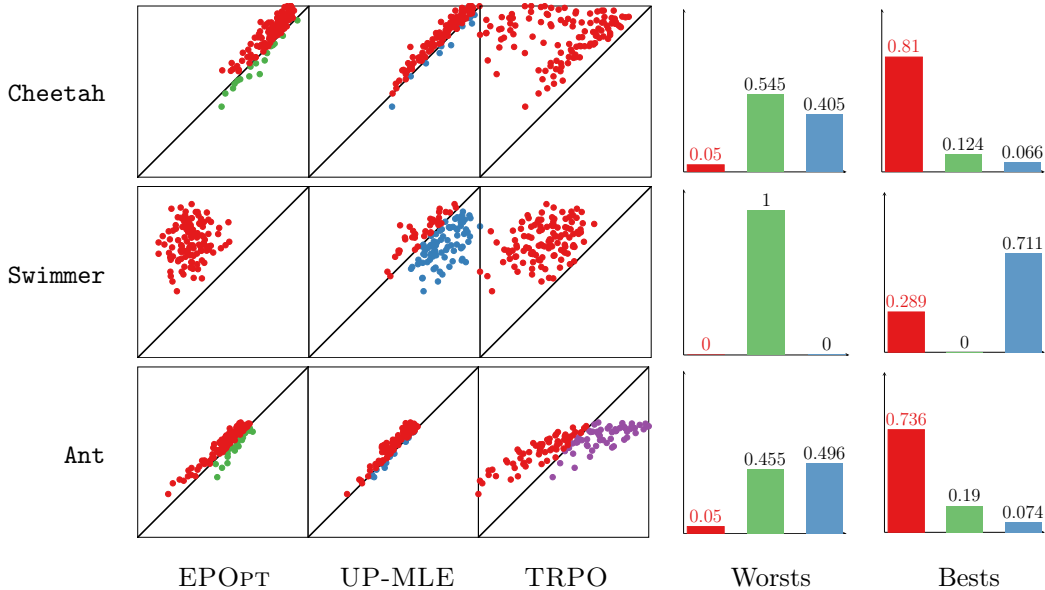 Cheetah
0.05
0.545
0.405
0.81
0.124
0.066
Swimmer
0
1
0
0.289
0
0.711
Ant
0.05
0.455
0.496
0.736
0.19
0.074
EPOPT
UP-MLE
TRPO
Worsts
Bests